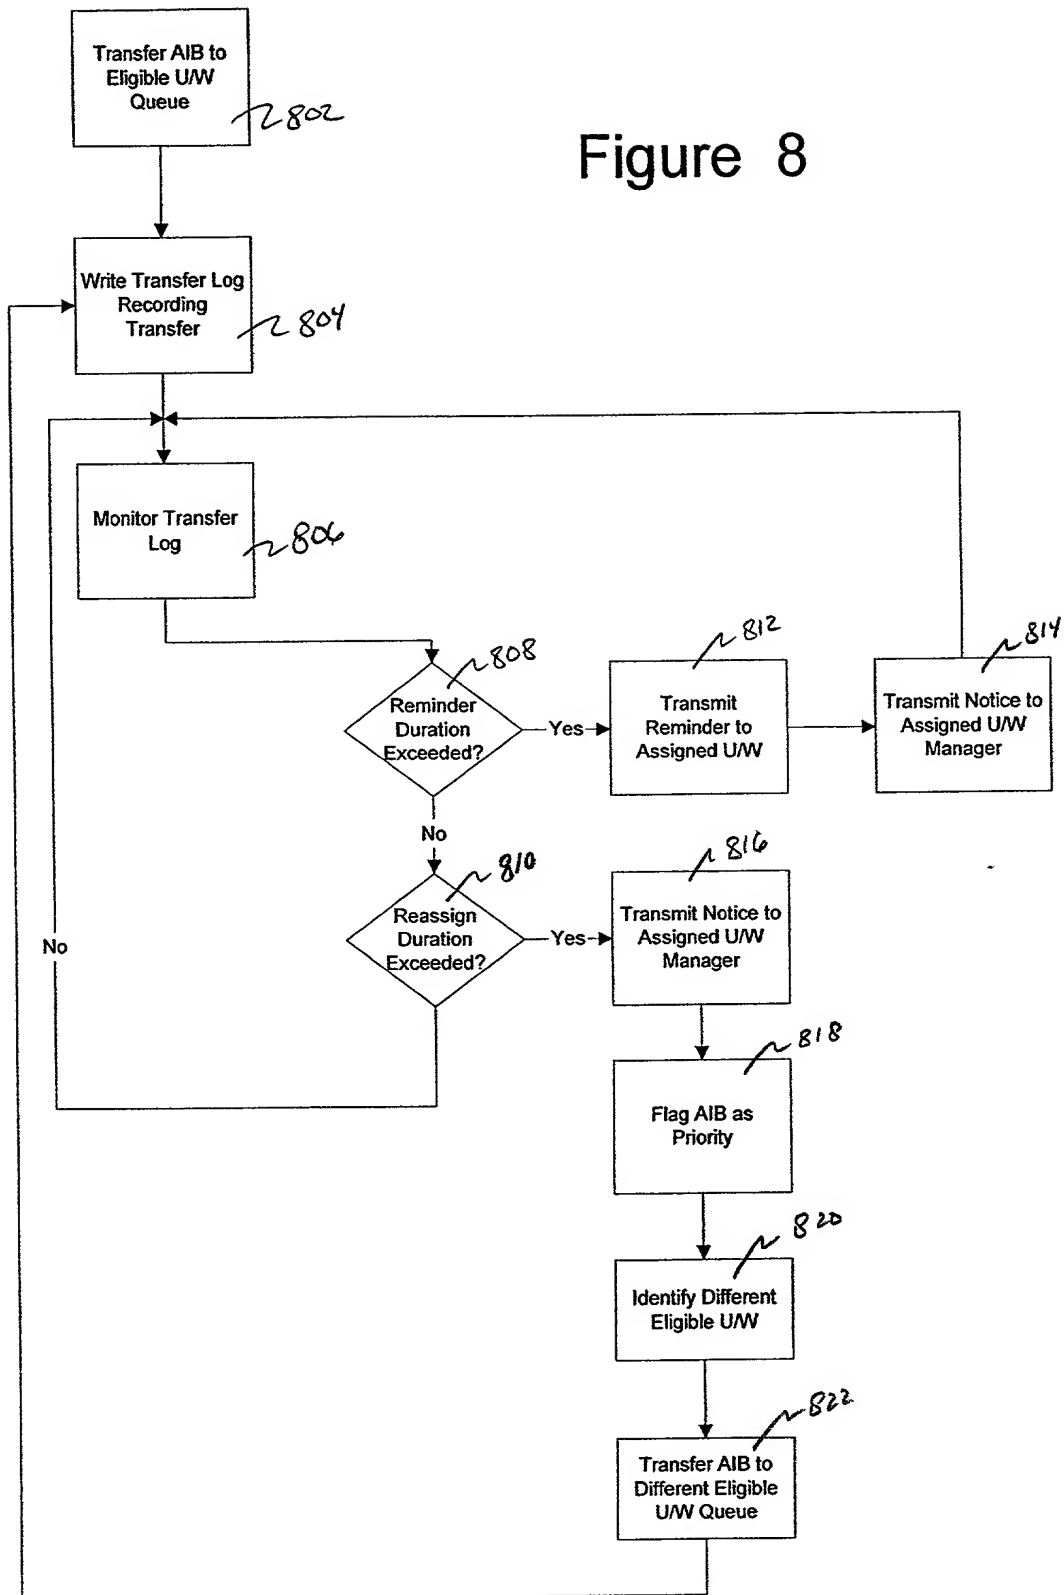 Transfer AIB to
Eligible U/W
Queue
802
Figure 8
Write Transfer Log
Recording
Transfer
804
Monitor Transfer
Log
806
808
Reminder
Duration
Exceeded?
Yes
812
Transmit
Reminder to
Assigned U/W
814
Transmit Notice to
Assigned U/W
Manager
No
810
Reassign
Duration
Exceeded?
No
Yes
816
Transmit Notice to
Assigned U/W
Manager
818
Flag AIB as
Priority
820
Identify Different
Eligible U/W
822
Transfer AIB to
Different Eligible
U/W Queue